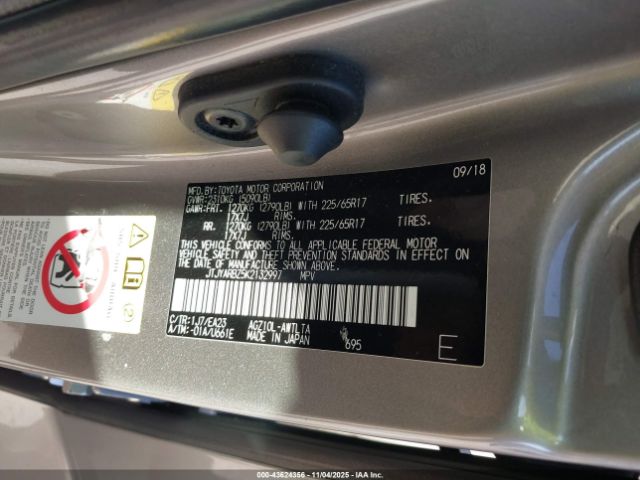 09/18
MFD.BY:TOYOTA MOTOR CORPORATION
GVWR:2310KG (5090LB)
GAWR:FRT. 1270KG (2790LB) WITH 225/65R17 TIRES,
17X7J RIMS,
RR. 1270KG (2790LB) WITH 225/65R17 TIRES,
17X7J RIMS,
THIS VEHICLE CONFORMS TO ALL APPLICABLE FEDERAL MOTOR
VEHICLE SAFETY AND THEFT PREVENTION STANDARDS IN EFFECT
ON THE DATE OF MANUFACTURE SHOWN ABOVE.
JTJYARBZ5K2132997 MPV
C/TR:1J7/EA23 AGZ10L-AWTLTA
A/TM:-01A/U661E MADE IN JAPAN
695
E
000-43624356 - 11/04/2025 - IAA Inc.